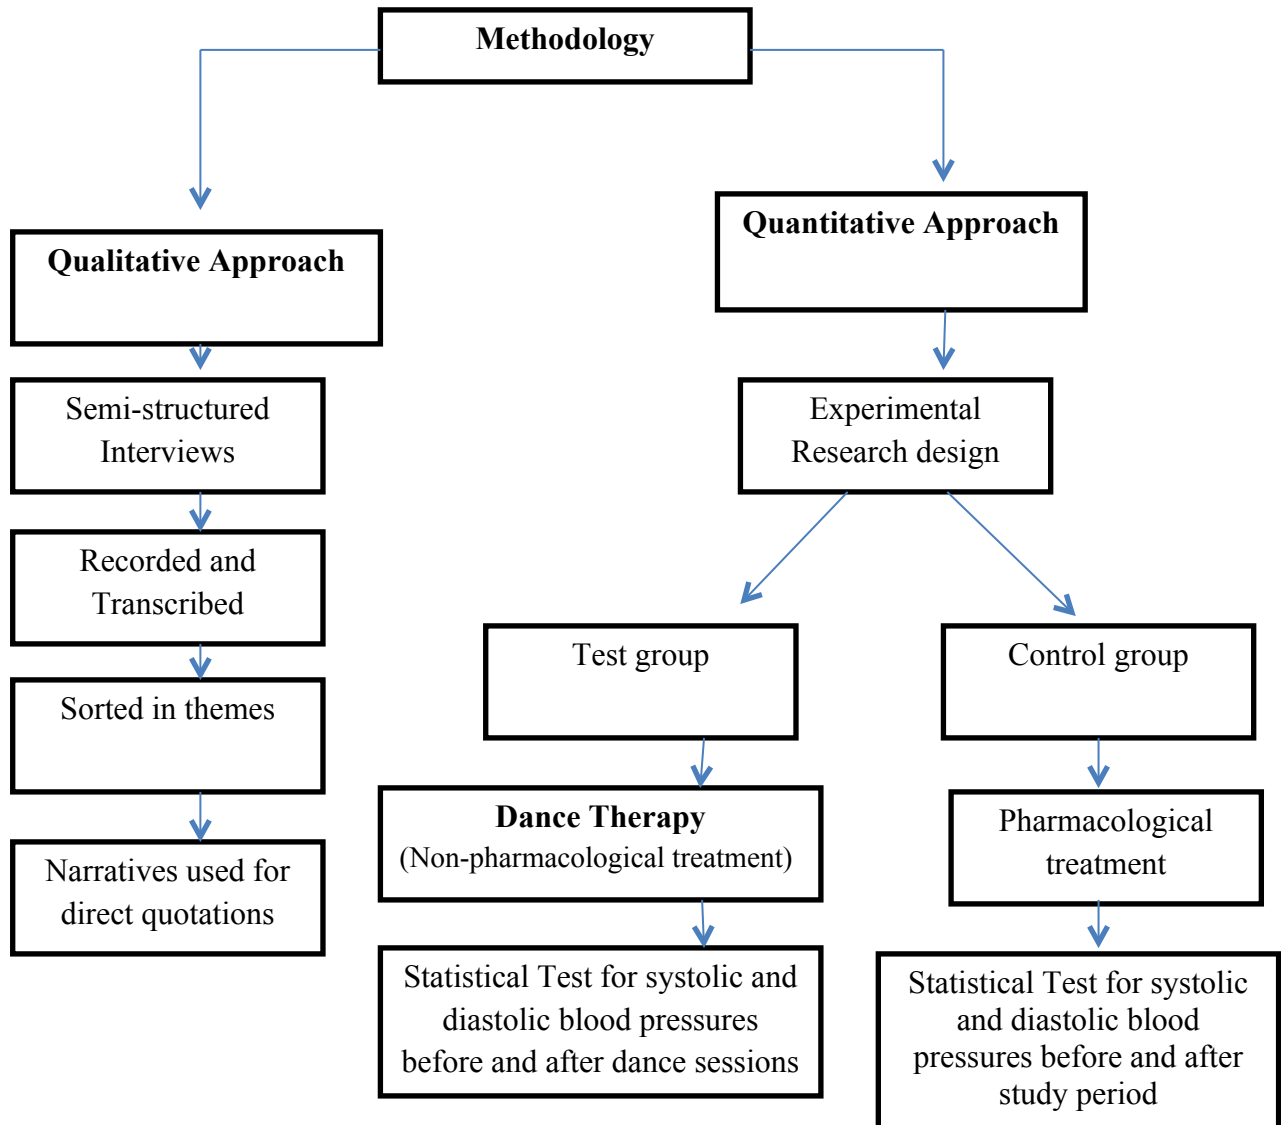 Methodology
Qualitative Approach
Semi-structured
Interviews
Recorded and
Transcribed
Sorted in themes
Narratives used for
direct quotations
Quantitative Approach
Experimental
Research design
Test group
Dance Therapy
(Non-pharmacological treatment)
Statistical Test for systolic and
diastolic blood pressures
before and after dance sessions
Control group
Pharmacological
treatment
Statistical Test for systolic
and diastolic blood
pressures before and after
study period